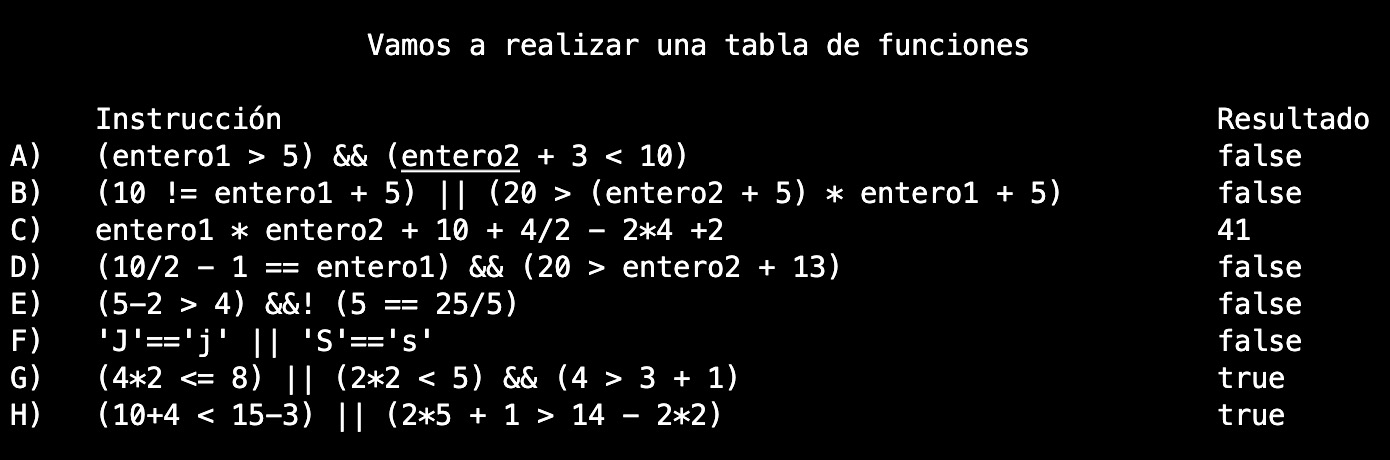 Vamos a realizar una tabla de funciones
Instrucción Resultado
A) (entero1 > 5) && (entero2 + 3 < 10) false
B) (10 != entero1 + 5) || (20 > (entero2 + 5) * entero1 + 5) false
C) entero1 * entero2 + 10 + 4/2 - 2*4 +2 41
D) (10/2 - 1 == entero1) && (20 > entero2 + 13) false
E) (5-2 > 4) &&! (5 == 25/5) false
F) 'J'=='j' || 'S'=='s' false
G) (4*2 <= 8) || (2*2 < 5) && (4 > 3 + 1) true
H) (10+4 < 15-3) || (2*5 + 1 > 14 - 2*2) true